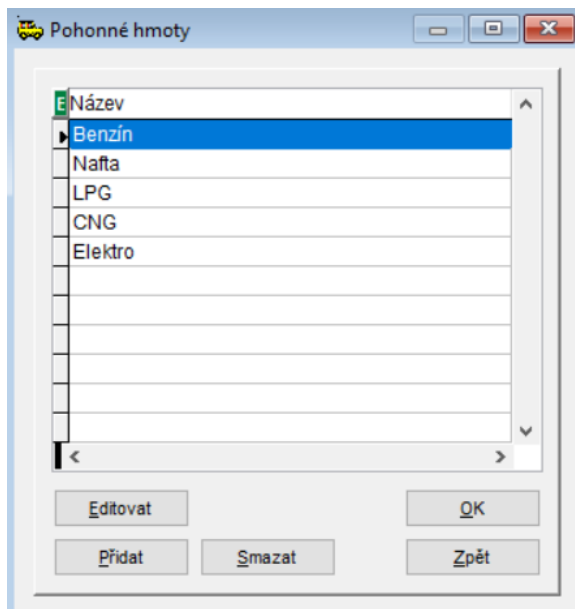 Pohonné hmoty
E Název
Benzín
Nafta
LPG
CNG
Elektro
Editovat OK
Přidat Smazat Zpět